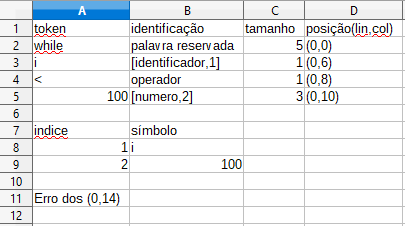 A B C D
1 token identificação tamanho posição(lin,col)
2 while palavra reservada 5 (0,0)
3 i [identificador,1] 1 (0,6)
4 < operador 1 (0,8)
5 100 [numero,2] 3 (0,10)
6
7 indice símbolo
8 1 i
9 2 100
10
11 Erro dos (0,14)
12